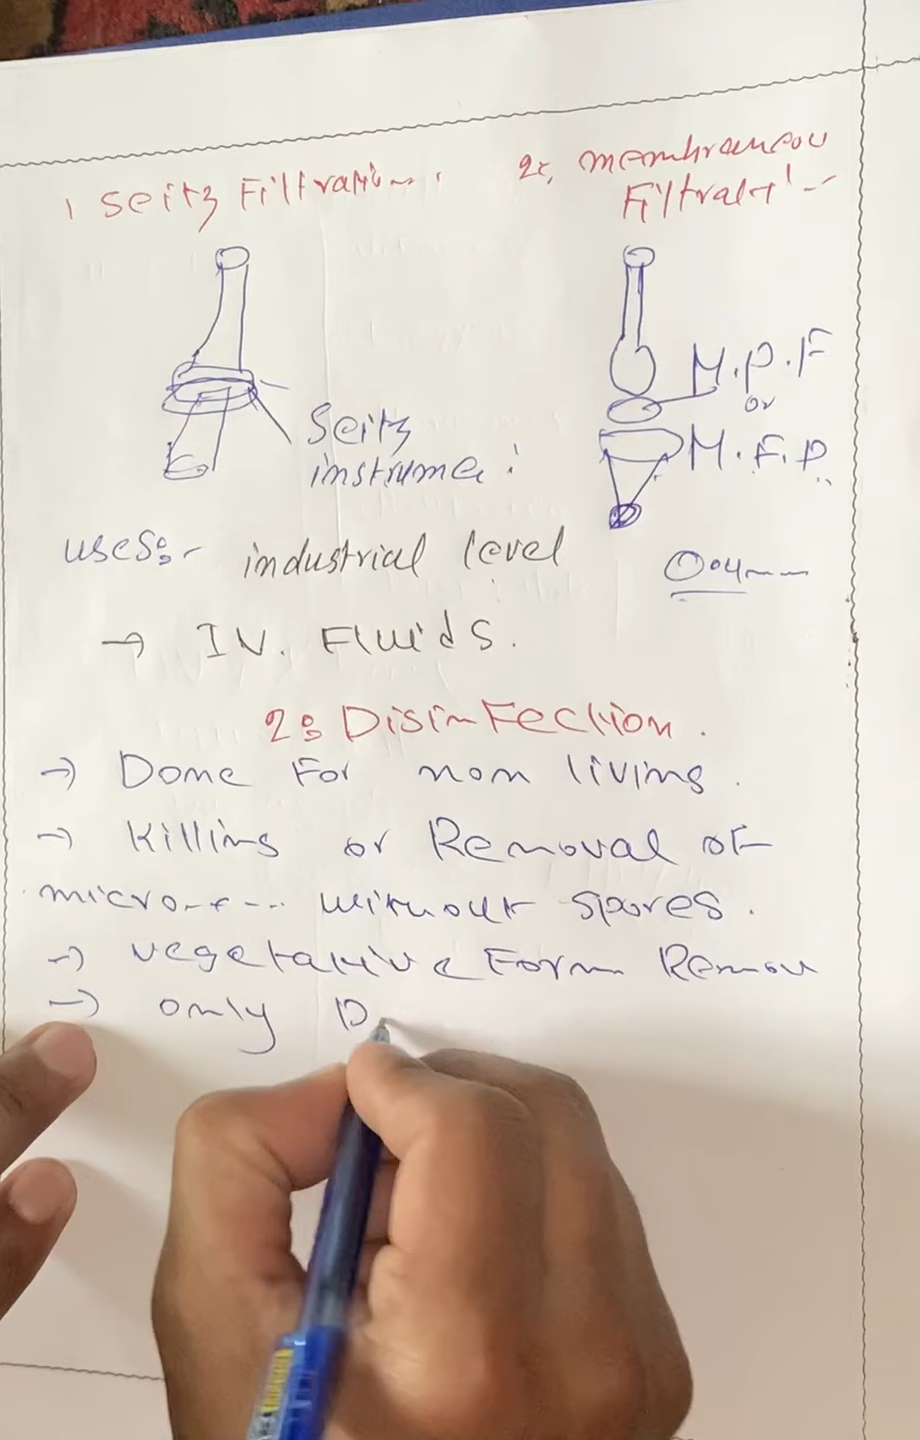 1 Seitz Filtration.
2, membraneou
Filtrat'-
M.P.F
or
M.F.P
Seitz
instrume:
uses:- industrial level
0.4
→ IV. Fluids.
2: Disinfection.
→ Done For non living.
→ Killing or Removal of
micro---- without spores.
→ vegetative Form Remov
→ only P